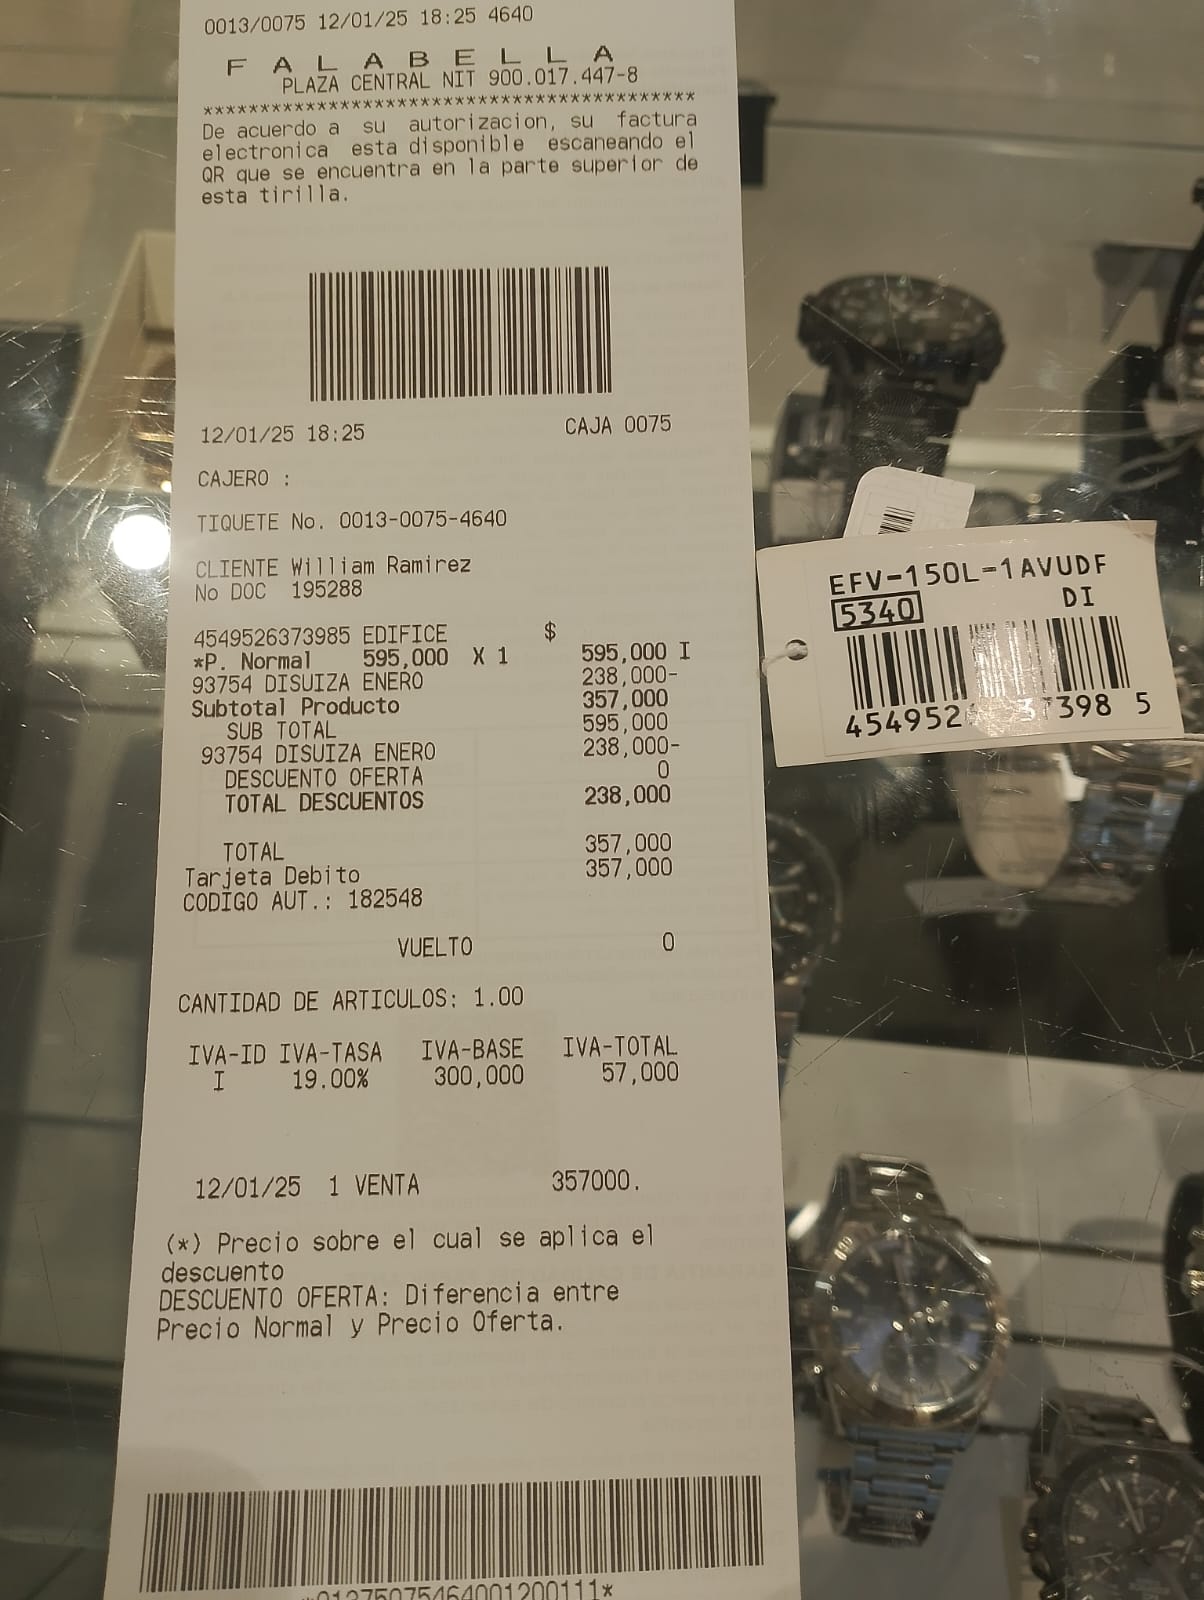 0013/0075 12/01/25 18:25 4640
F A L A B E L L A
PLAZA CENTRAL NIT 900.017.447-8
*******************************************
De acuerdo a su autorizacion, su factura
electronica esta disponible escaneando el
QR que se encuentra en la parte superior de
esta tirilla.
12/01/25 18:25 CAJA 0075
CAJERO :
TIQUETE No. 0013-0075-4640
CLIENTE William Ramirez
No DOC 195288
4549526373985 EDIFICE $
*P. Normal 595,000 X 1 595,000 I
93754 DISUIZA ENERO 238,000-
Subtotal Producto 357,000
SUB TOTAL 595,000
93754 DISUIZA ENERO 238,000-
DESCUENTO OFERTA 0
TOTAL DESCUENTOS 238,000
TOTAL 357,000
Tarjeta Debito 357,000
CODIGO AUT.: 182548
VUELTO 0
CANTIDAD DE ARTICULOS: 1.00
IVA-ID IVA-TASA IVA-BASE IVA-TOTAL
I 19.00% 300,000 57,000
12/01/25 1 VENTA 357000.
(*) Precio sobre el cual se aplica el
descuento
DESCUENTO OFERTA: Diferencia entre
Precio Normal y Precio Oferta.
EFV-150L-1AVUDF
5340 DI
454952 37398 5